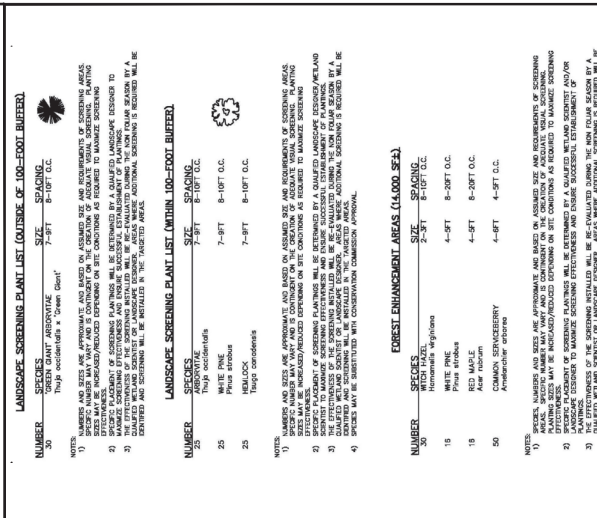 LANDSCAPE SCREENING PLANT LIST (OUTSIDE OF 100-FOOT BUFFER)
NUMBER SPECIES SIZE SPACING
30 'GREEN GIANT' ARBORVITAE 7-9FT 8-10FT O.C.
Thuja occidentalis x 'Green Giant'
NOTES:
1) NUMBERS AND SIZES ARE APPROXIMATE AND BASED ON ASSUMED SIZE AND REQUIREMENTS OF SCREENING AREAS.
SPECIFIC NUMBER MAY VARY AND IS CONTINGENT ON THE CREATION OF ADEQUATE VISUAL SCREENING. PLANTING
SIZES MAY BE INCREASED/REDUCED DEPENDING ON SITE CONDITIONS AS REQUIRED TO MAXIMIZE SCREENING
EFFECTIVENESS.
2) SPECIFIC PLACEMENT OF SCREENING PLANTINGS WILL BE DETERMINED BY A QUALIFIED LANDSCAPE DESIGNER TO
MAXIMIZE SCREENING EFFECTIVENESS AND ENSURE SUCCESSFUL ESTABLISHMENT OF PLANTINGS.
3) THE EFFECTIVENESS OF THE SCREENING INSTALLED WILL BE RE-EVALUATED DURING THE NON FOLIAR SEASON BY A
QUALIFIED WETLAND SCIENTIST OR LANDSCAPE DESIGNER. AREAS WHERE ADDITIONAL SCREENING IS REQUIRED WILL BE
IDENTIFIED AND SCREENING WILL BE INSTALLED IN THE TARGETED AREAS.
LANDSCAPE SCREENING PLANT LIST (WITHIN 100-FOOT BUFFER)
NUMBER SPECIES SIZE SPACING
25 ARBORVITAE 7-9FT 8-10FT O.C.
Thuja occidentalis
25 WHITE PINE 7-9FT 8-10FT O.C.
Pinus strobus
25 HEMLOCK 7-9FT 8-10FT O.C.
Tsuga canadensis
NOTES:
1) NUMBERS AND SIZES ARE APPROXIMATE AND BASED ON ASSUMED SIZE AND REQUIREMENTS OF SCREENING AREAS.
SPECIFIC NUMBER MAY VARY AND IS CONTINGENT ON THE CREATION OF ADEQUATE VISUAL SCREENING. PLANTING
SIZES MAY BE INCREASED/REDUCED DEPENDING ON SITE CONDITIONS AS REQUIRED TO MAXIMIZE SCREENING
EFFECTIVENESS.
2) SPECIFIC PLACEMENT OF SCREENING PLANTINGS WILL BE DETERMINED BY A QUALIFIED LANDSCAPE DESIGNER/WETLAND
SCIENTIST TO MAXIMIZE SCREENING EFFECTIVENESS AND ENSURE SUCCESSFUL ESTABLISHMENT OF PLANTINGS.
3) THE EFFECTIVENESS OF THE SCREENING INSTALLED WILL BE RE-EVALUATED DURING THE NON FOLIAR SEASON BY A
QUALIFIED WETLAND SCIENTIST OR LANDSCAPE DESIGNER. AREAS WHERE ADDITIONAL SCREENING IS REQUIRED WILL BE
IDENTIFIED AND SCREENING WILL BE INSTALLED IN THE TARGETED AREAS.
4) SPECIES MAY BE SUBSTITUTED WITH CONSERVATION COMMISSION APPROVAL.
FOREST ENHANCEMENT AREAS (14,000 SF±)
NUMBER SPECIES SIZE SPACING
30 WITCH HAZEL 2-3FT 8-10FT O.C.
Hamamelis virginiana
15 WHITE PINE 4-5FT 8-20FT O.C.
Pinus strobus
15 RED MAPLE 4-5FT 8-20FT O.C.
Acer rubrum
50 COMMON SERVICEBERRY 4-6FT 4-5FT O.C.
Amelanchier arborea
NOTES:
1) SPECIES, NUMBERS AND SIZES ARE APPROXIMATE AND BASED ON ASSUMED SIZE AND REQUIREMENTS OF SCREENING
AREAS. SPECIFIC NUMBER MAY VARY AND IS CONTINGENT ON THE CREATION OF ADEQUATE VISUAL SCREENING.
PLANTING SIZES MAY BE INCREASED/REDUCED DEPENDING ON SITE CONDITIONS AS REQUIRED TO MAXIMIZE SCREENING
EFFECTIVENESS.
2) SPECIFIC PLACEMENT OF SCREENING PLANTINGS WILL BE DETERMINED BY A QUALIFIED WETLAND SCIENTIST AND/OR
LANDSCAPE DESIGNER TO MAXIMIZE SCREENING EFFECTIVENESS AND ENSURE SUCCESSFUL ESTABLISHMENT OF
PLANTINGS.
3) THE EFFECTIVENESS OF THE SCREENING INSTALLED WILL BE RE-EVALUATED DURING THE NON FOLIAR SEASON BY A
QUALIFIED WETLAND SCIENTIST OR LANDSCAPE DESIGNER. AREAS WHERE ADDITIONAL SCREENING IS REQUIRED WILL BE